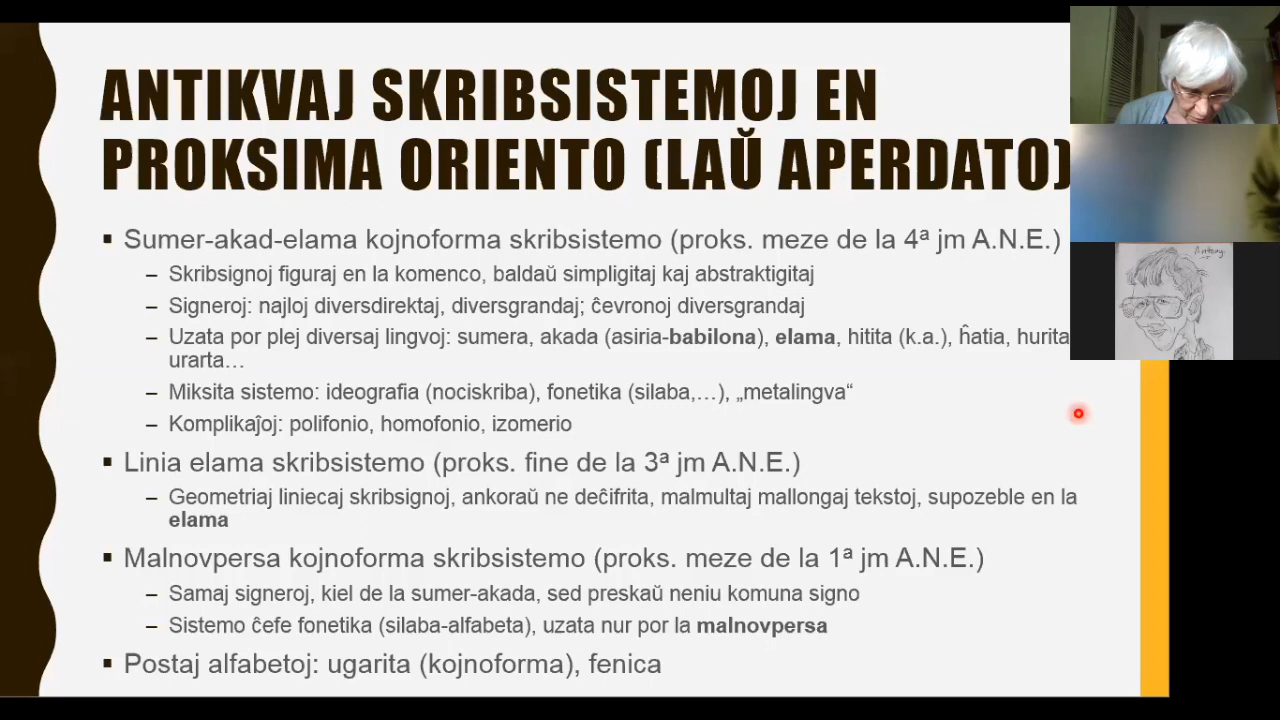 ANTIKVAJ SKRIBSISTEMOJ EN
PROKSIMA ORIENTO (LAŬ APERDATO)
▪ Sumer-akad-elama kojnoforma skribsistemo (proks. meze de la 4ª jm A.N.E.)
– Skribsignoj figuraj en la komenco, baldaŭ simpligitaj kaj abstraktigitaj
– Signeroj: najloj diversdirektaj, diversgrandaj; ĉevronoj diversgrandaj
– Uzata por plej diversaj lingvoj: sumera, akada (asiria-babilona), elama, hitita (k.a.), ĥatia, hurita
urarta…
– Miksita sistemo: ideografia (nociskriba), fonetika (silaba,…), „metalingva“
– Komplikaĵoj: polifonio, homofonio, izomerio
▪ Linia elama skribsistemo (proks. fine de la 3ª jm A.N.E.)
– Geometriaj liniecaj skribsignoj, ankoraŭ ne deĉifrita, malmultaj mallongaj tekstoj, supozeble en la
elama
▪ Malnovpersa kojnoforma skribsistemo (proks. meze de la 1ª jm A.N.E.)
– Samaj signeroj, kiel de la sumer-akada, sed preskaŭ neniu komuna signo
– Sistemo ĉefe fonetika (silaba-alfabeta), uzata nur por la malnovpersa
▪ Postaj alfabetoj: ugarita (kojnoforma), fenica
Antony